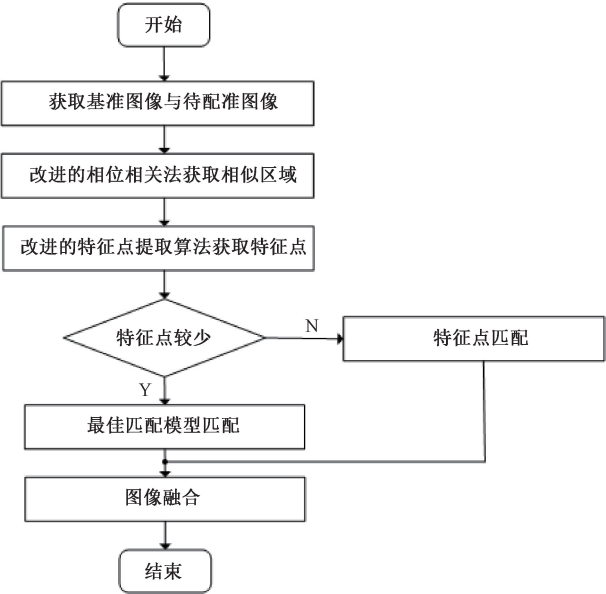 开始
获取基准图像与待配准图像
改进的相位相关法获取相似区域
改进的特征点提取算法获取特征点
特征点较少
N
特征点匹配
Y
最佳匹配模型匹配
图像融合
结束